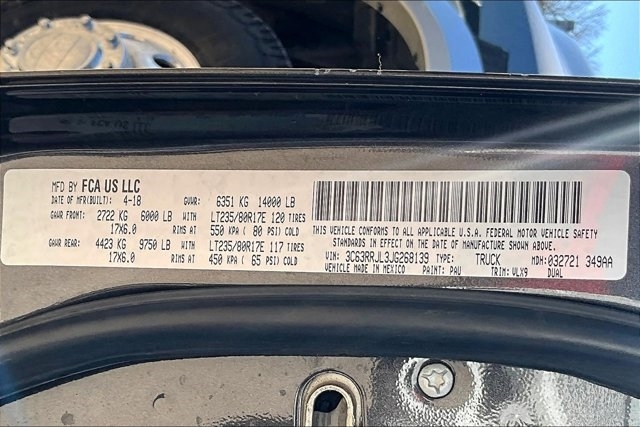 MFD BY FCA US LLC
DATE OF MFR(BUILT): 4-18 GVWR: 6351 KG 14000 LB
GAWR FRONT: 2722 KG 6000 LB WITH LT235/80R17E 120 TIRES
17X6.0 RIMS AT 550 KPA ( 80 PSI) COLD
GAWR REAR: 4423 KG 9750 LB WITH LT235/80R17E 117 TIRES
17X6.0 RIMS AT 450 KPA ( 65 PSI) COLD
THIS VEHICLE CONFORMS TO ALL APPLICABLE U.S.A. FEDERAL MOTOR VEHICLE SAFETY
STANDARDS IN EFFECT ON THE DATE OF MANUFACTURE SHOWN ABOVE.
VIN: 3C63RRJL3JG268139 TYPE: TRUCK MDH: 032721 349AA
VEHICLE MADE IN MEXICO PAINT: PAU TRIM: VLX9 DUAL